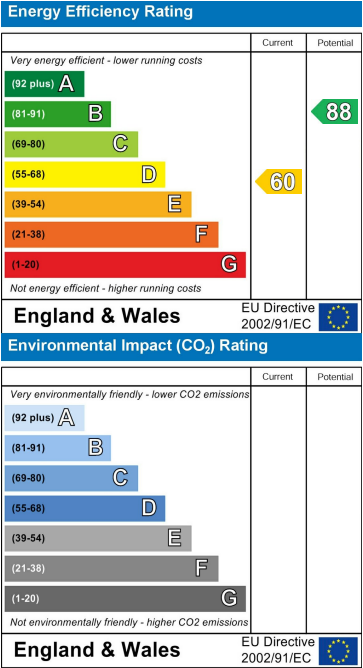 Energy Efficiency Rating
Current Potential
Very energy efficient - lower running costs
(92 plus) A
(81-91) B
88
(69-80) C
(55-68) D
60
(39-54) E
(21-38) F
(1-20) G
Not energy efficient - higher running costs
England & Wales
EU Directive
2002/91/EC
Environmental Impact (CO₂) Rating
Current Potential
Very environmentally friendly - lower CO2 emissions
(92 plus) A
(81-91) B
(69-80) C
(55-68) D
(39-54) E
(21-38) F
(1-20) G
Not environmentally friendly - higher CO2 emissions
England & Wales
EU Directive
2002/91/EC